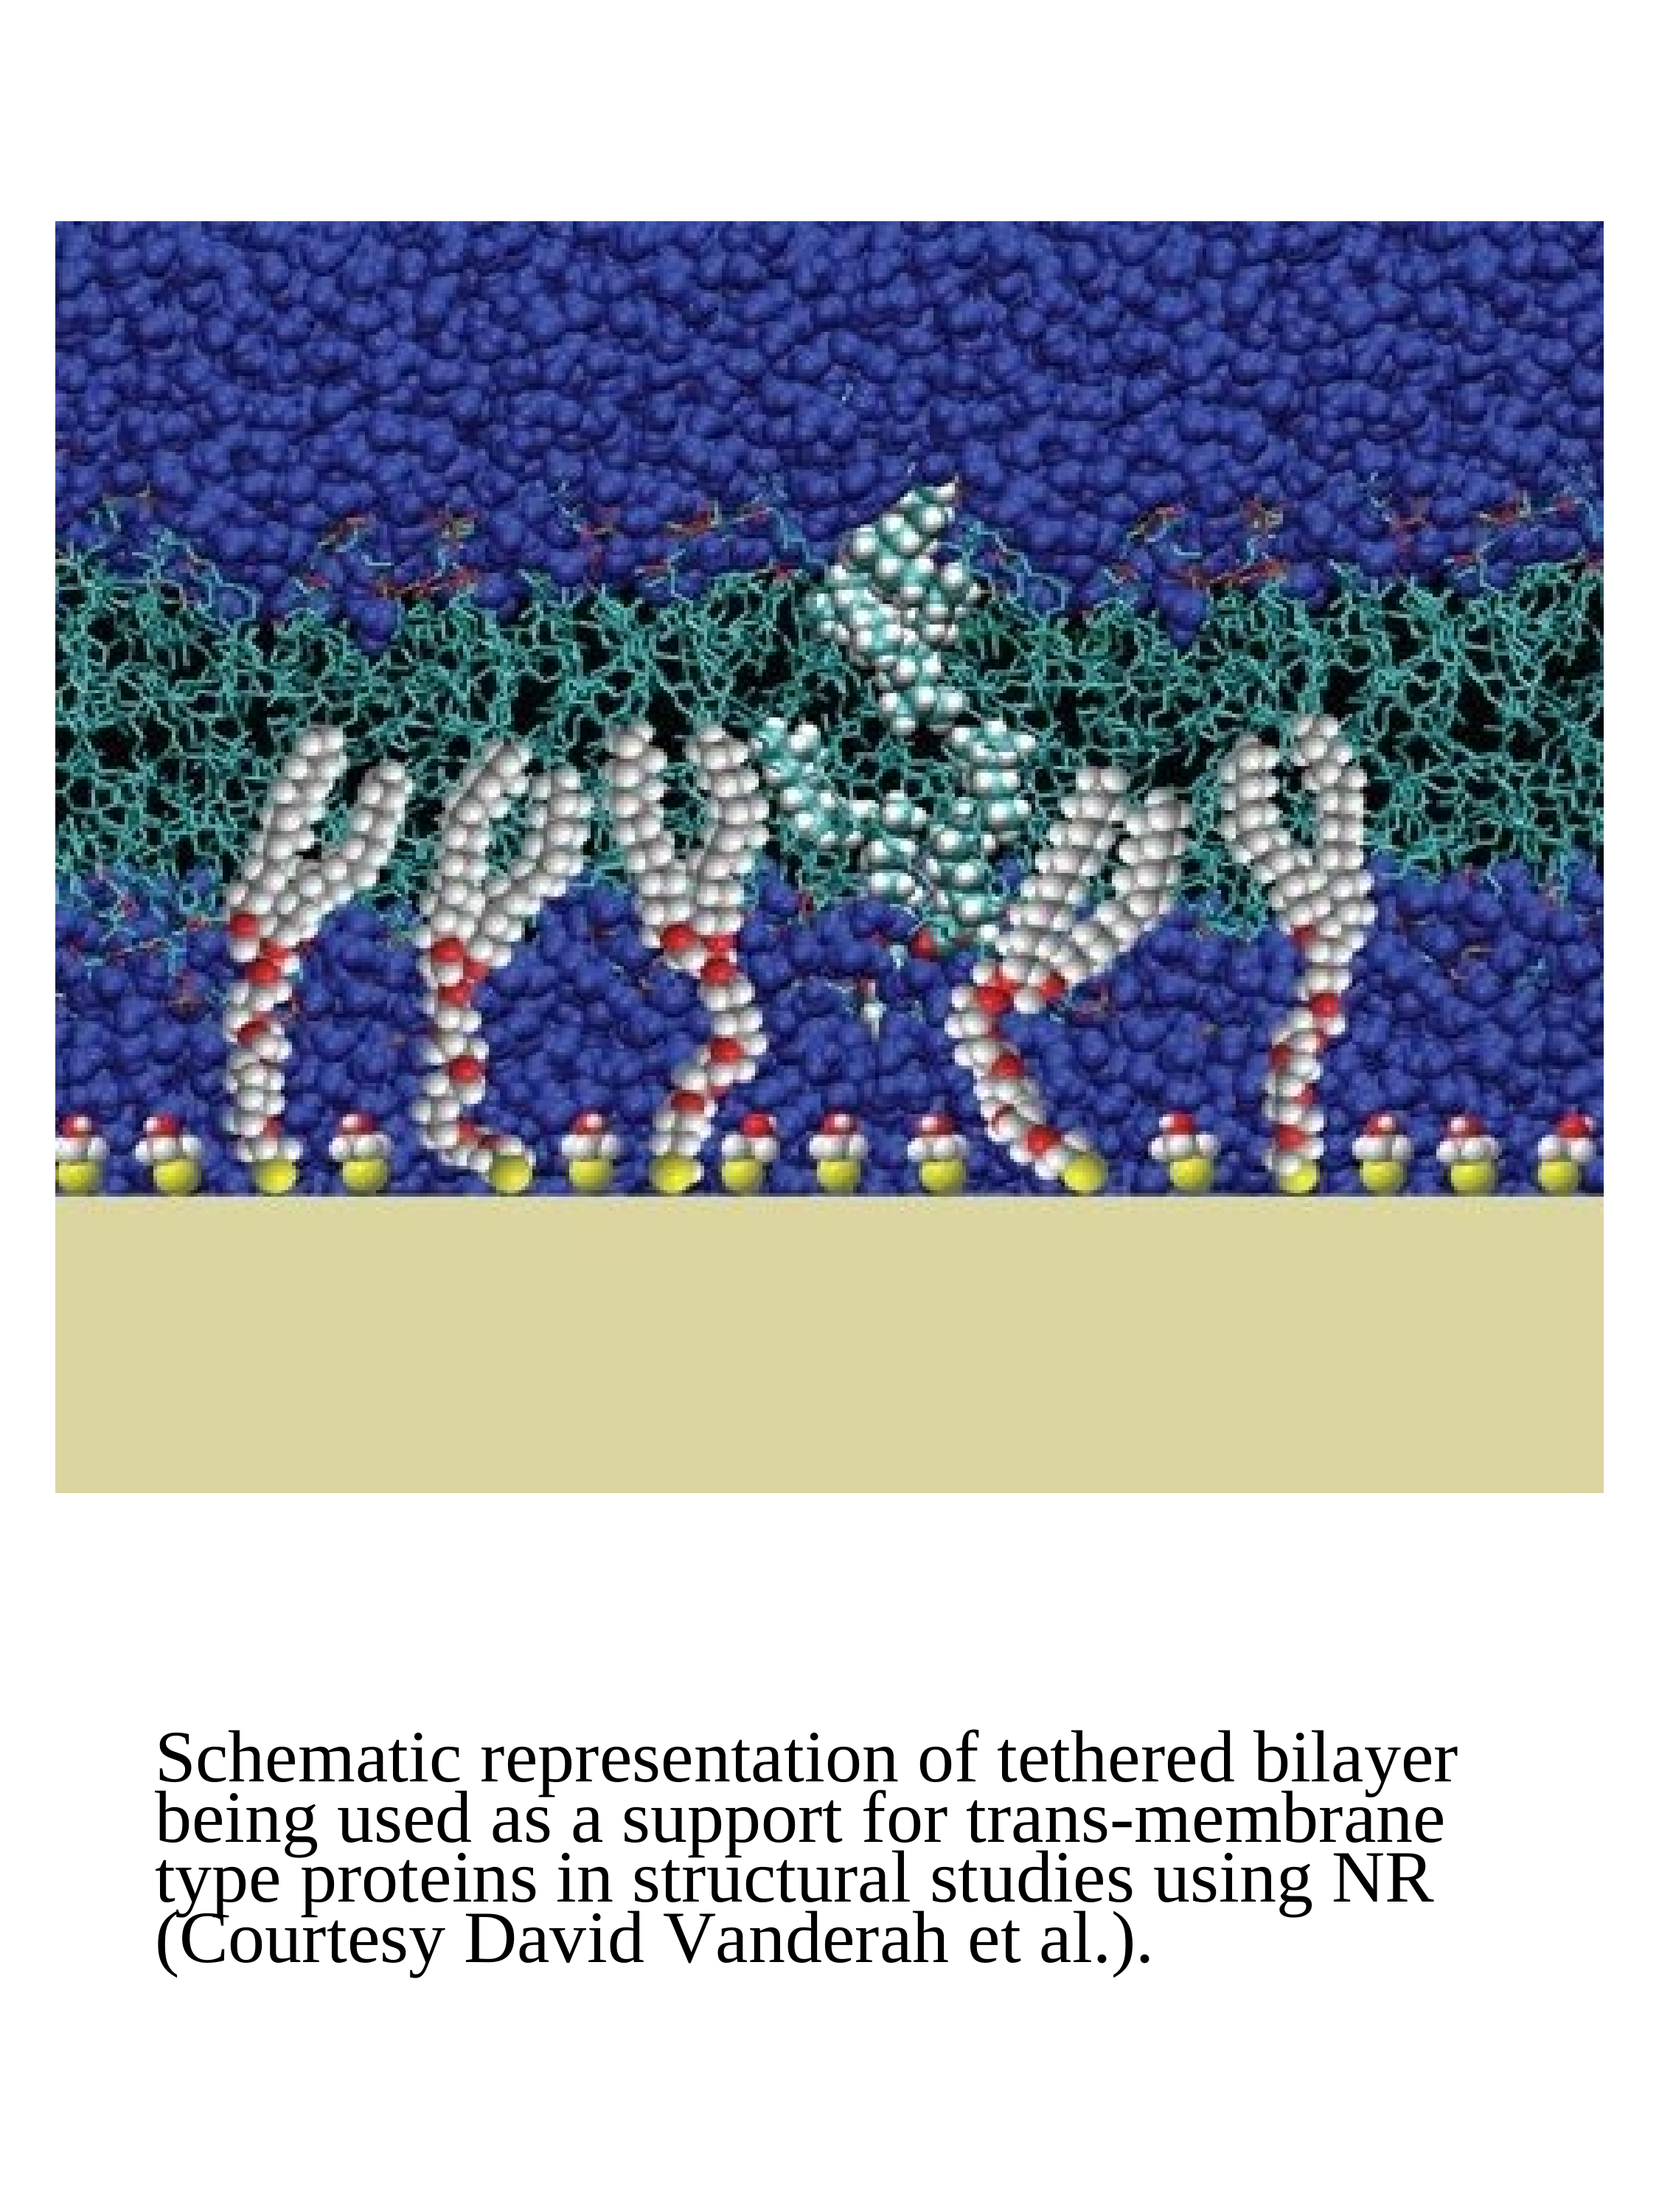 Schematic representation of tethered bilayer
being used as a support for trans-membrane
type proteins in structural studies using NR
(Courtesy David Vanderah et al.).